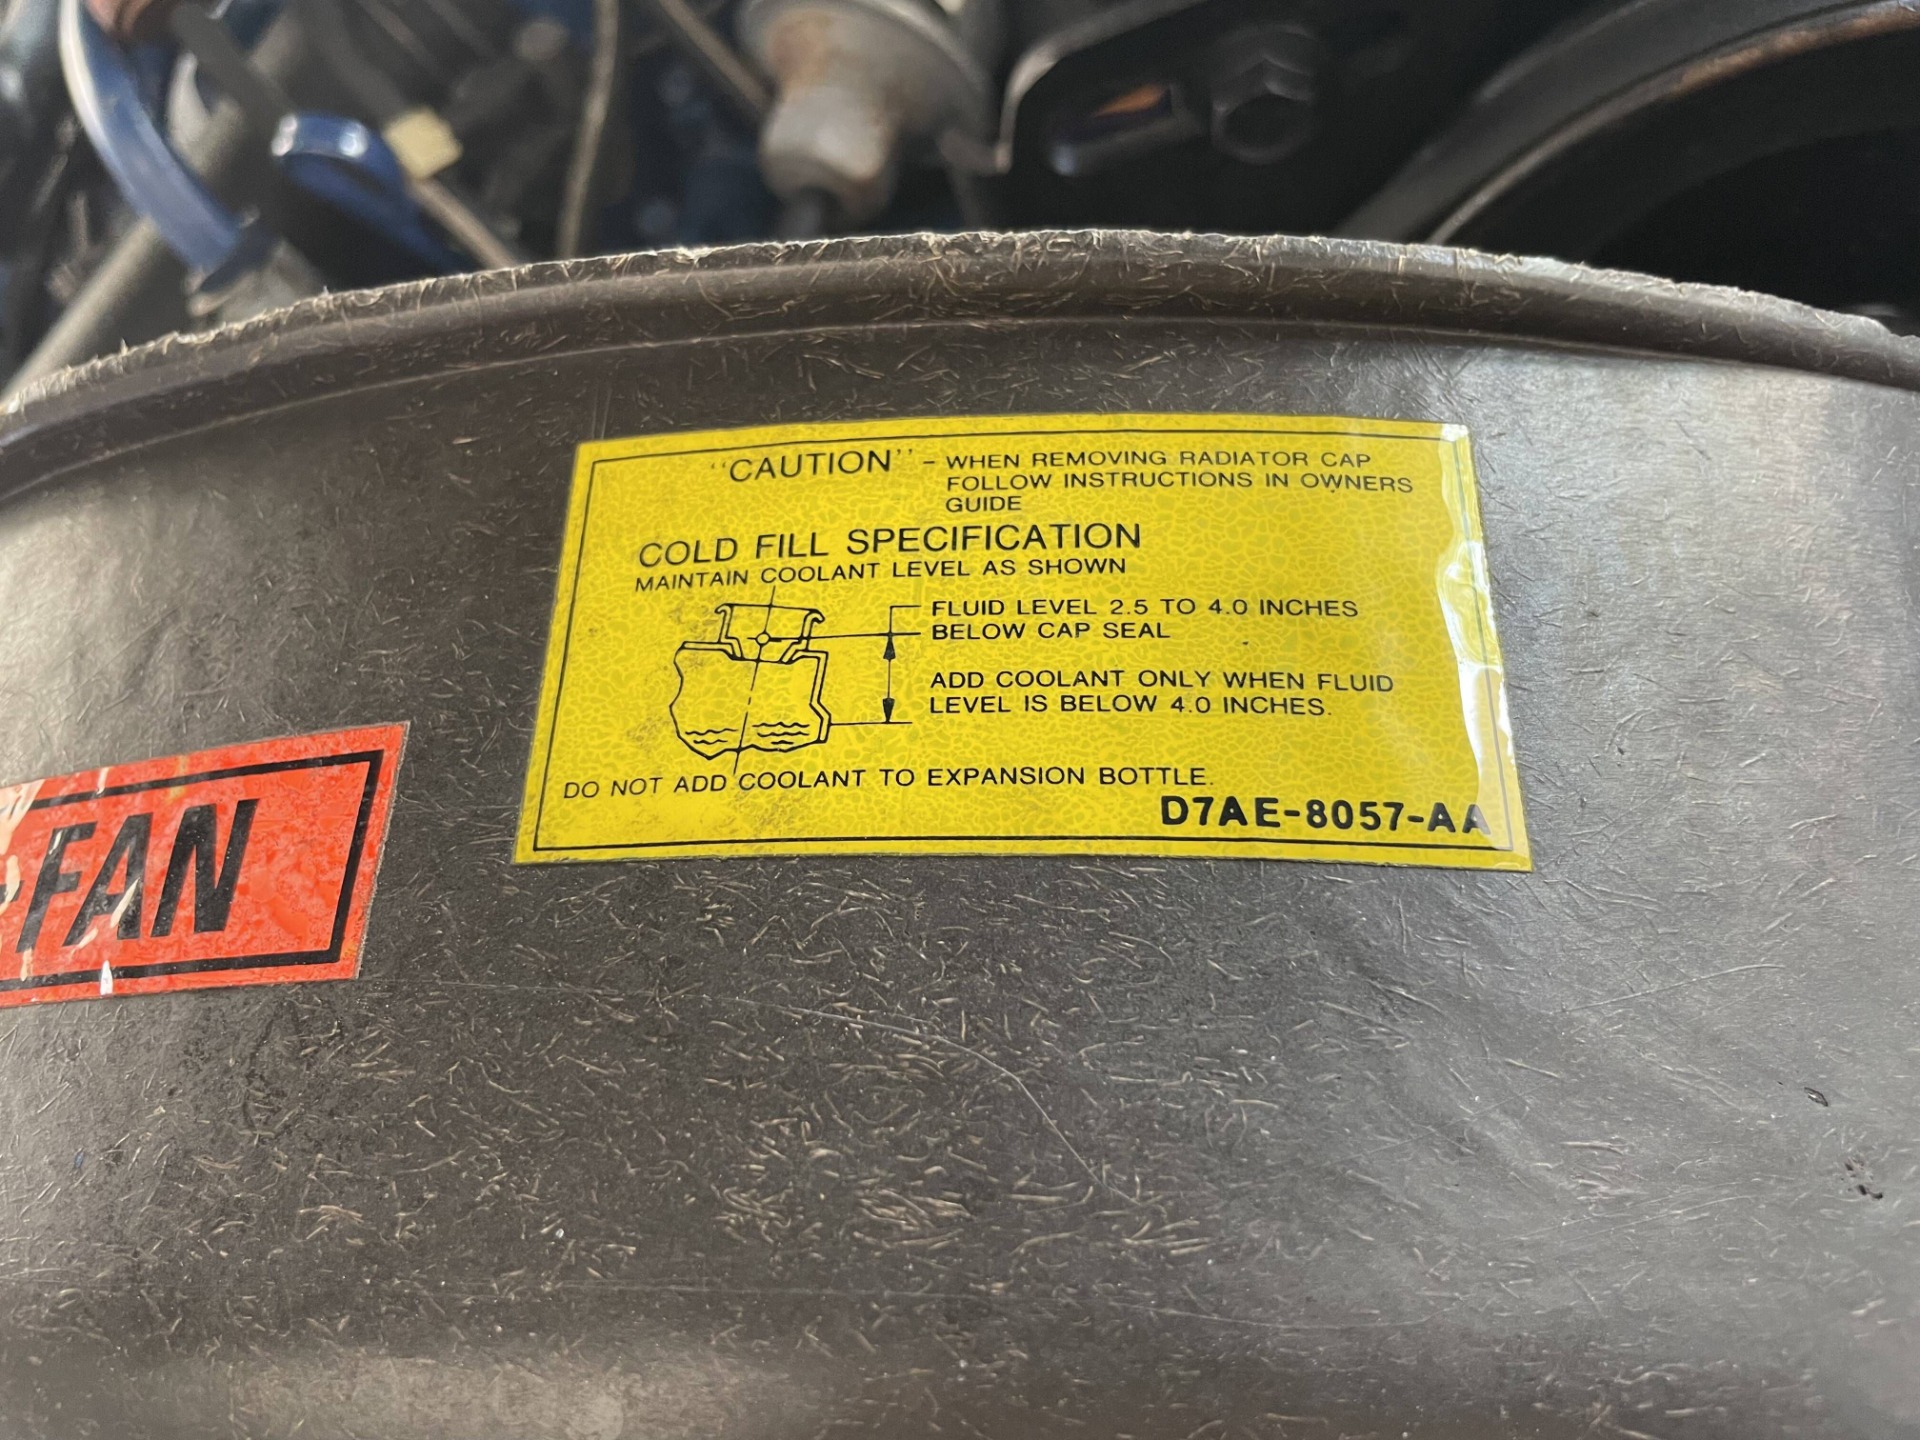 "CAUTION" - WHEN REMOVING RADIATOR CAP
FOLLOW INSTRUCTIONS IN OWNERS
GUIDE
COLD FILL SPECIFICATION
MAINTAIN COOLANT LEVEL AS SHOWN
FLUID LEVEL 2.5 TO 4.0 INCHES
BELOW CAP SEAL
ADD COOLANT ONLY WHEN FLUID
LEVEL IS BELOW 4.0 INCHES.
DO NOT ADD COOLANT TO EXPANSION BOTTLE.
D7AE-8057-AA
FAN